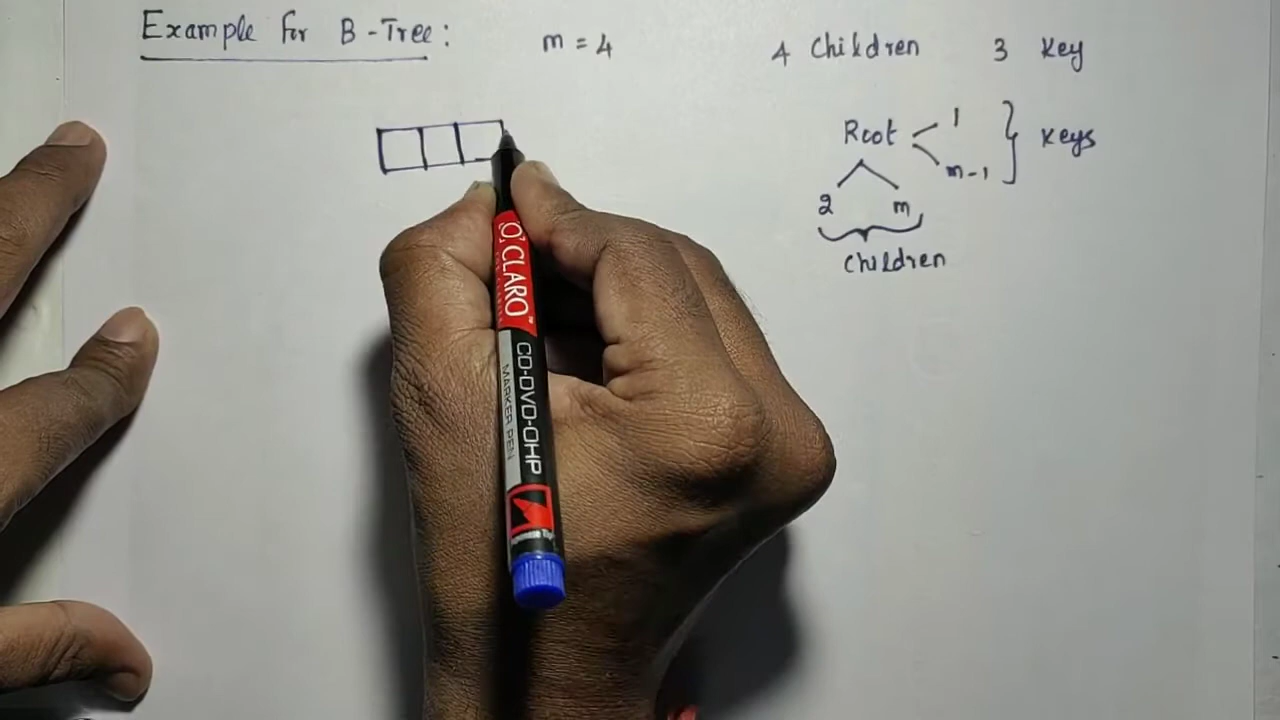 Example for B-Tree: m = 4 4 Children 3 Key
Root 1
m-1
Keys
2 m
Children
CLARO
CD-DVD-OHP
MARKER PEN